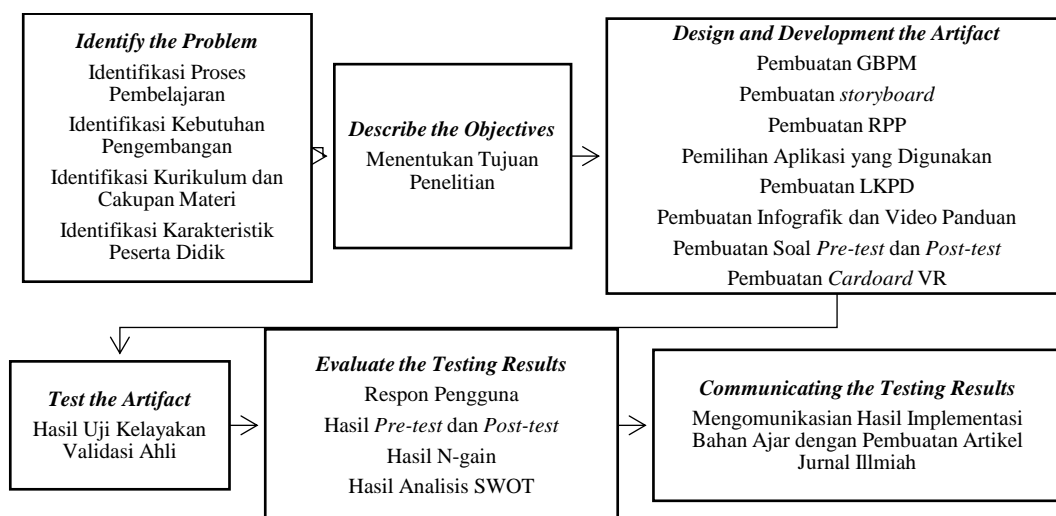 Identify the Problem
Identifikasi Proses
Pembelajaran
Identifikasi Kebutuhan
Pengembangan
Identifikasi Kurikulum dan
Cakupan Materi
Identifikasi Karakteristik
Peserta Didik
Describe the Objectives
Menentukan Tujuan
Penelitian
Design and Development the Artifact
Pembuatan GBPM
Pembuatan storyboard
Pembuatan RPP
Pemilihan Aplikasi yang Digunakan
Pembuatan LKPD
Pembuatan Infografik dan Video Panduan
Pembuatan Soal Pre-test dan Post-test
Pembuatan Cardoard VR
Test the Artifact
Hasil Uji Kelayakan
Validasi Ahli
Evaluate the Testing Results
Respon Pengguna
Hasil Pre-test dan Post-test
Hasil N-gain
Hasil Analisis SWOT
Communicating the Testing Results
Mengomunikasian Hasil Implementasi
Bahan Ajar dengan Pembuatan Artikel
Jurnal Illmiah